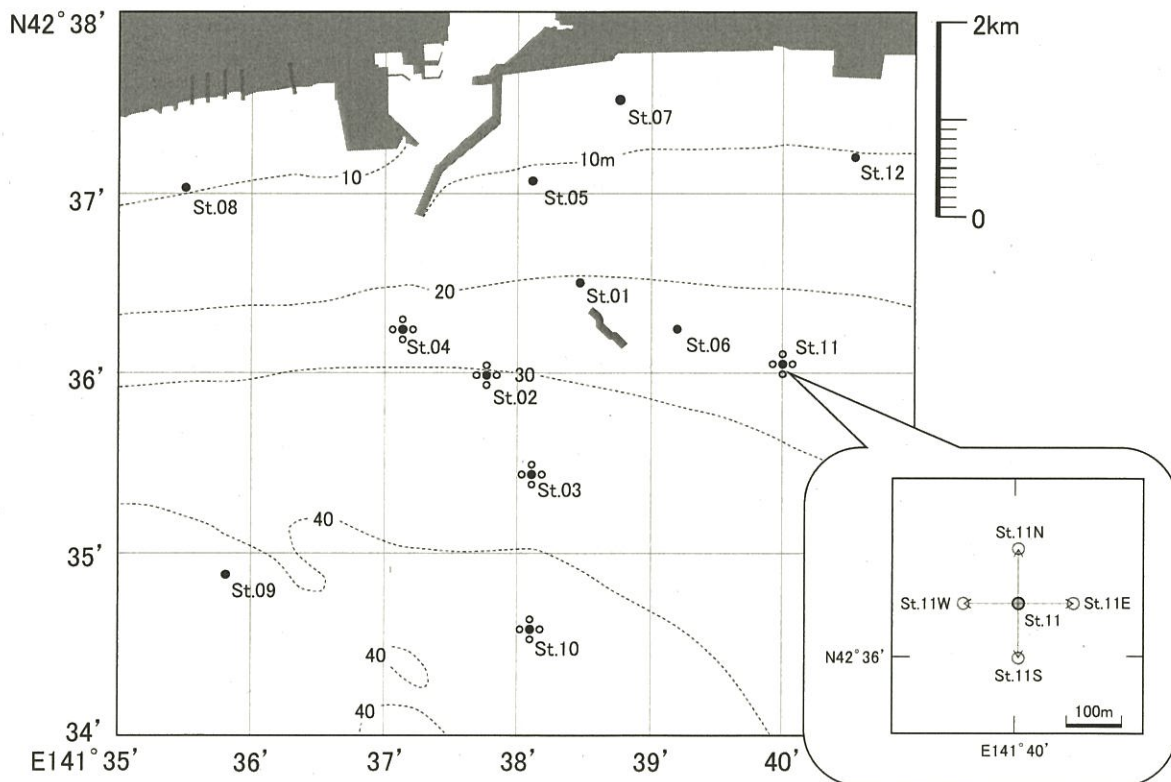 N42°38'
2km
St.07
10m
St.12
10
37'
St.08
St.05
0
20
St.01
St.04
St.06
St.11
36'
30
St.02
St.03
40
35'
St.09
St.11N
St.11W
St.11E
St.11
St.10
N42°36'
40
St.11S
40
100m
34'
E141°40'
E141°35'
36'
37'
38'
39'
40'